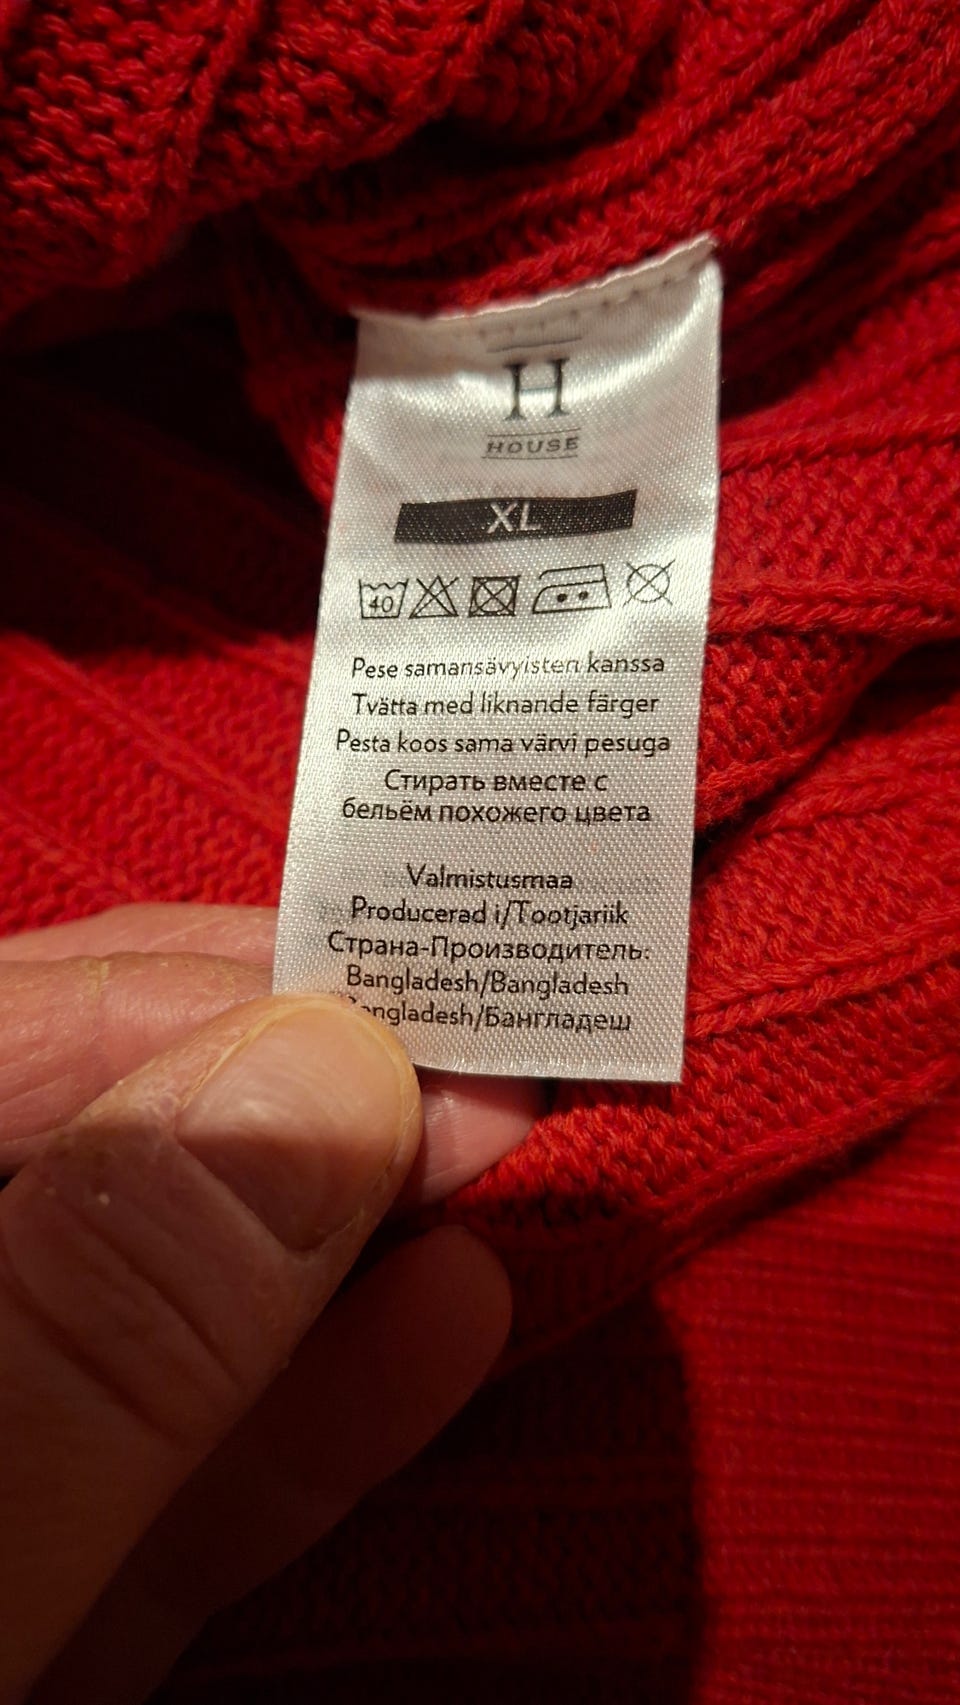 H
HOUSE
XL
40
Pese samansävyisten kanssa
Tvätta med liknande färger
Pesta koos sama värvi pesuga
Стирать вместе с
бельём похожего цвета
Valmistusmaa
Producerad i/Tootjariik
Страна-Производитель:
Bangladesh/Bangladesh
Bangladesh/Бангладеш